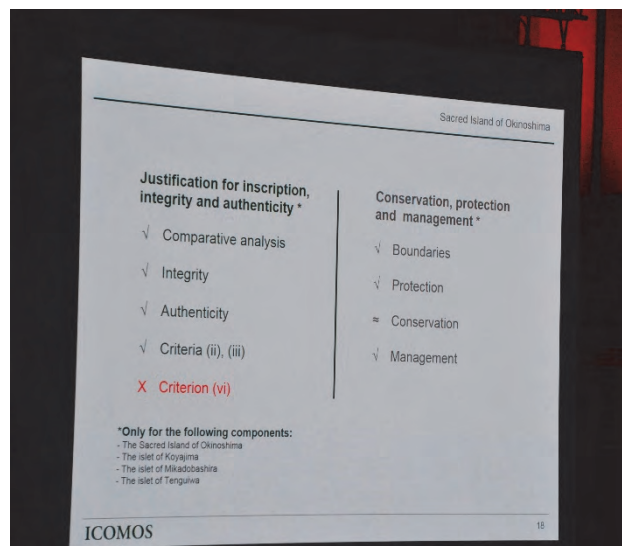 Sacred Island of Okinoshima
Justification for inscription,
integrity and authenticity *
√ Comparative analysis
√ Integrity
√ Authenticity
√ Criteria (ii), (iii)
X Criterion (vi)
Conservation, protection
and management *
√ Boundaries
√ Protection
≈ Conservation
√ Management
*Only for the following components:
- The Sacred Island of Okinoshima
- The islet of Koyajima
- The islet of Mikadobashira
- The islet of Tenguiwa
ICOMOS
18